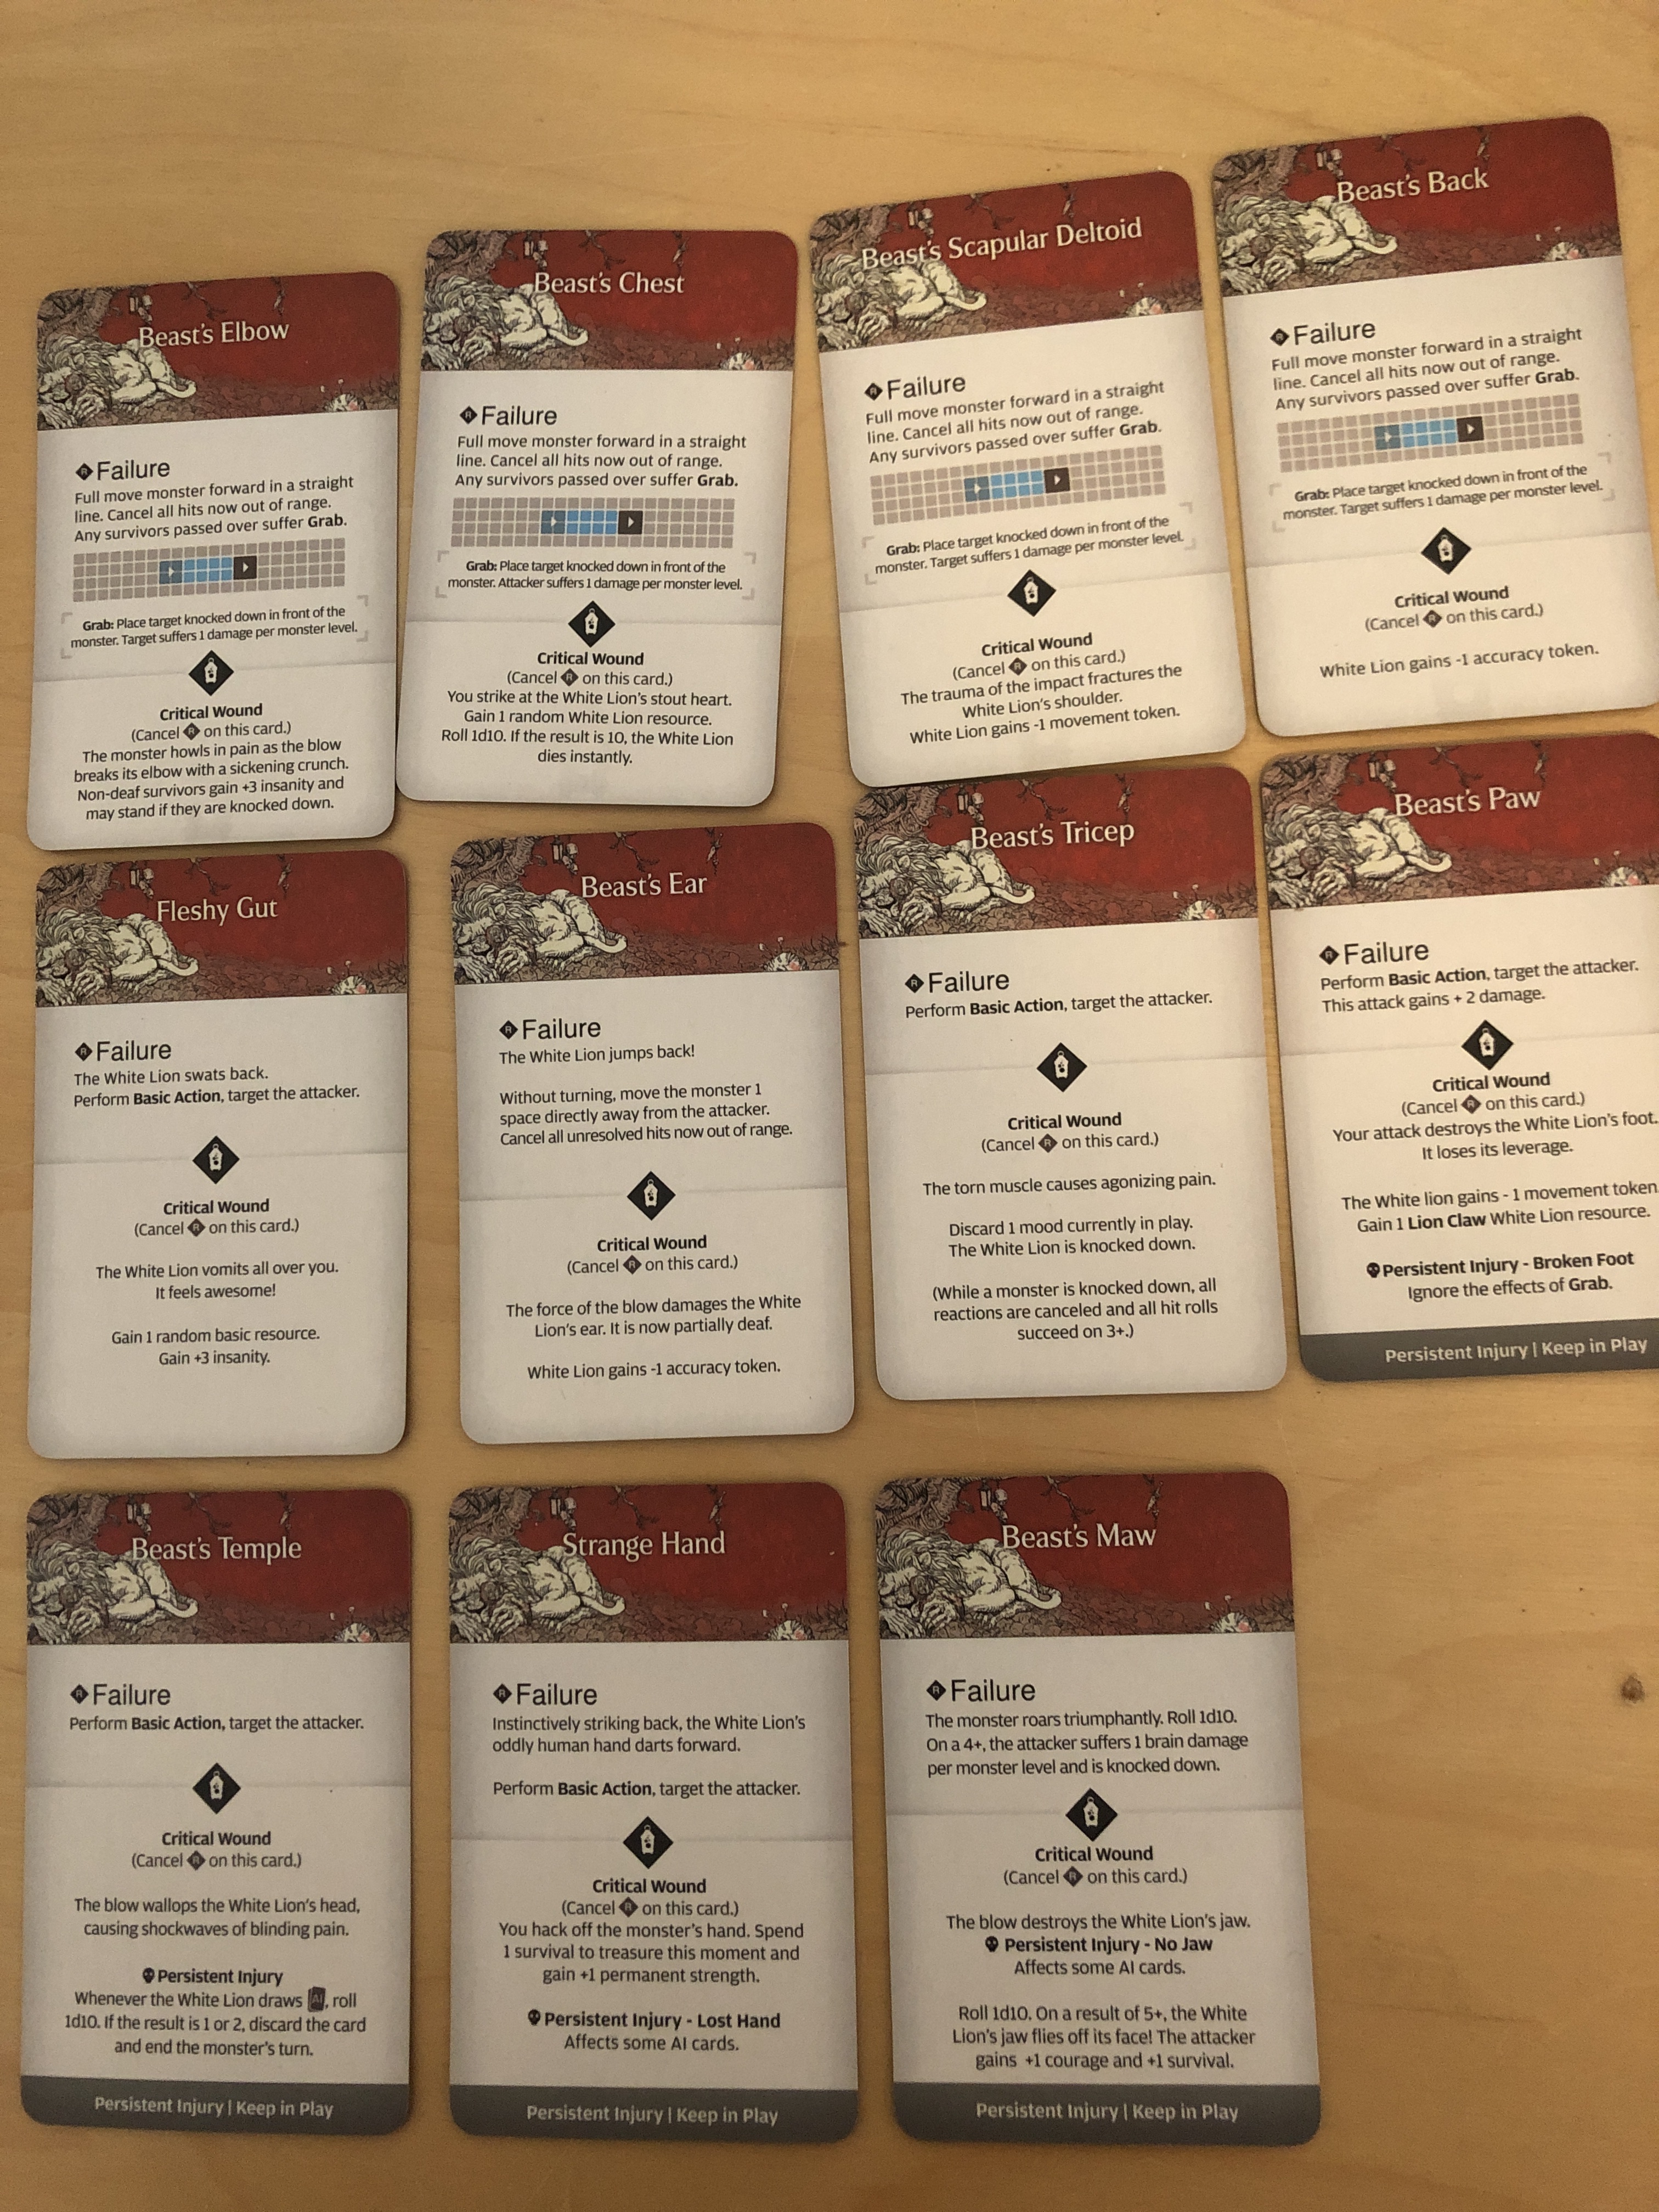 Beast's Elbow
Failure
Full move monster forward in a straight
line. Cancel all hits now out of range.
Any survivors passed over suffer Grab.
Grab: Place target knocked down in front of the
monster. Target suffers 1 damage per monster level.
Critical Wound
(Cancel R on this card.)
The monster howls in pain as the blow
breaks its elbow with a sickening crunch.
Non-deaf survivors gain +3 insanity and
may stand if they are knocked down.
Beast's Chest
Failure
Full move monster forward in a straight
line. Cancel all hits now out of range.
Any survivors passed over suffer Grab.
Grab: Place target knocked down in front of the
monster. Attacker suffers 1 damage per monster level.
Critical Wound
(Cancel R on this card.)
You strike at the White Lion's stout heart.
Gain 1 random White Lion resource.
Roll 1d10. If the result is 10, the White Lion
dies instantly.
Beast's Scapular Deltoid
Failure
Full move monster forward in a straight
line. Cancel all hits now out of range.
Any survivors passed over suffer Grab.
Grab: Place target knocked down in front of the
monster. Target suffers 1 damage per monster level.
Critical Wound
(Cancel R on this card.)
The trauma of the impact fractures the
White Lion's shoulder.
White Lion gains -1 movement token.
Beast's Back
Failure
Full move monster forward in a straight
line. Cancel all hits now out of range.
Any survivors passed over suffer Grab.
Grab: Place target knocked down in front of the
monster. Target suffers 1 damage per monster level.
Critical Wound
(Cancel R on this card.)
White Lion gains -1 accuracy token.
Fleshy Gut
Failure
The White Lion swats back.
Perform Basic Action, target the attacker.
Critical Wound
(Cancel R on this card.)
The White Lion vomits all over you.
It feels awesome!
Gain 1 random basic resource.
Gain +3 insanity.
Beast's Ear
Failure
The White Lion jumps back!
Without turning, move the monster 1
space directly away from the attacker.
Cancel all unresolved hits now out of range.
Critical Wound
(Cancel R on this card.)
The force of the blow damages the White
Lion's ear. It is now partially deaf.
White Lion gains -1 accuracy token.
Beast's Tricep
Failure
Perform Basic Action, target the attacker.
Critical Wound
(Cancel R on this card.)
The torn muscle causes agonizing pain.
Discard 1 mood currently in play.
The White Lion is knocked down.
(While a monster is knocked down, all
reactions are canceled and all hit rolls
succeed on 3+.)
Beast's Paw
Failure
Perform Basic Action, target the attacker.
This attack gains + 2 damage.
Critical Wound
(Cancel R on this card.)
Your attack destroys the White Lion's foot.
It loses its leverage.
The White lion gains - 1 movement token
Gain 1 Lion Claw White Lion resource.
Persistent Injury - Broken Foot
Ignore the effects of Grab.
Persistent Injury | Keep in Play
Beast's Temple
Failure
Perform Basic Action, target the attacker.
Critical Wound
(Cancel R on this card.)
The blow wallops the White Lion's head,
causing shockwaves of blinding pain.
Persistent Injury
Whenever the White Lion draws AI, roll
1d10. If the result is 1 or 2, discard the card
and end the monster's turn.
Persistent Injury | Keep in Play
Strange Hand
Failure
Instinctively striking back, the White Lion's
oddly human hand darts forward.
Perform Basic Action, target the attacker.
Critical Wound
(Cancel R on this card.)
You hack off the monster's hand. Spend
1 survival to treasure this moment and
gain +1 permanent strength.
Persistent Injury - Lost Hand
Affects some AI cards.
Persistent Injury | Keep in Play
Beast's Maw
Failure
The monster roars triumphantly. Roll 1d10.
On a 4+, the attacker suffers 1 brain damage
per monster level and is knocked down.
Critical Wound
(Cancel R on this card.)
The blow destroys the White Lion's jaw.
Persistent Injury - No Jaw
Affects some AI cards.
Roll 1d10. On a result of 5+, the White
Lion's jaw flies off its face! The attacker
gains +1 courage and +1 survival.
Persistent Injury | Keep in Play